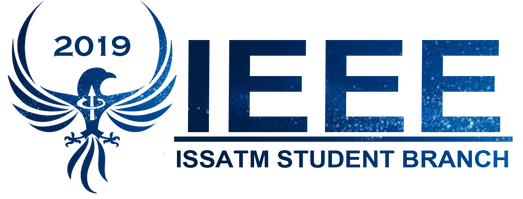 2019
IEEE
ISSATM STUDENT BRANCH